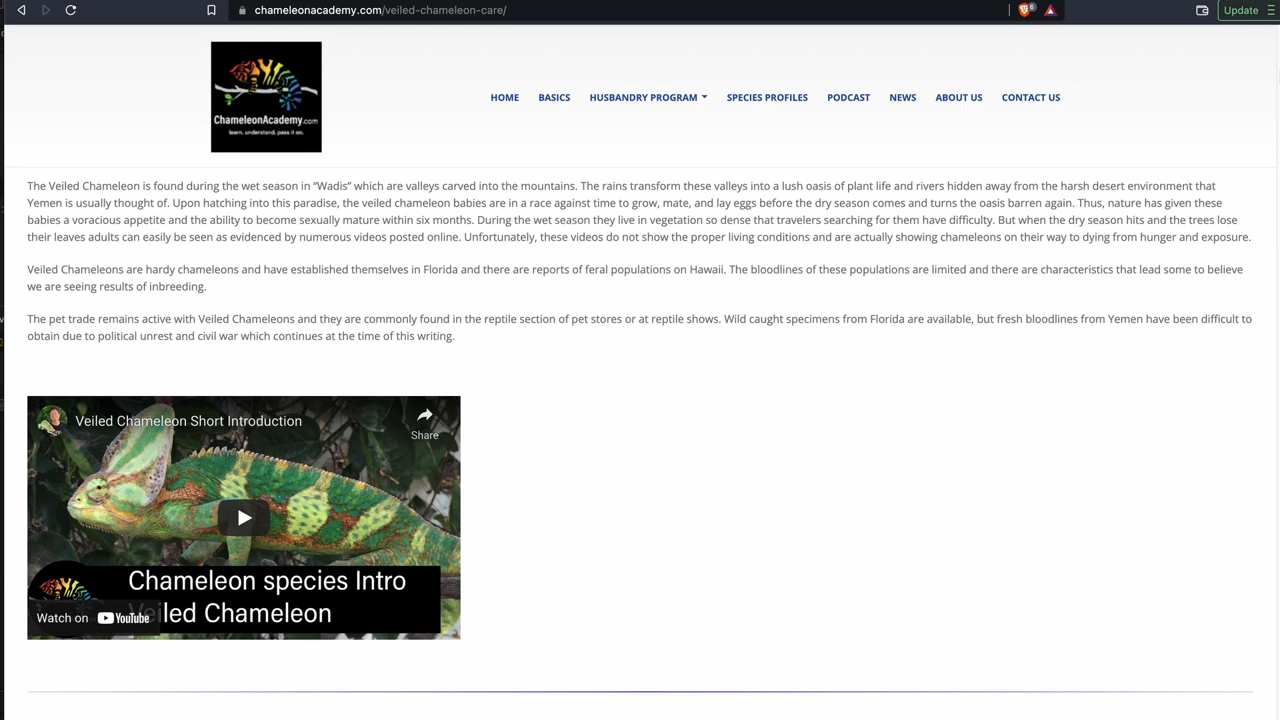 chameleonacademy.com/veiled-chameleon-care/
6
Update
ChameleonAcademy.com
learn. understand. pass it on.
HOME BASICS HUSBANDRY PROGRAM SPECIES PROFILES PODCAST NEWS ABOUT US CONTACT US
The Veiled Chameleon is found during the wet season in “Wadis” which are valleys carved into the mountains. The rains transform these valleys into a lush oasis of plant life and rivers hidden away from the harsh desert environment that
Yemen is usually thought of. Upon hatching into this paradise, the veiled chameleon babies are in a race against time to grow, mate, and lay eggs before the dry season comes and turns the oasis barren again. Thus, nature has given these
babies a voracious appetite and the ability to become sexually mature within six months. During the wet season they live in vegetation so dense that travelers searching for them have difficulty. But when the dry season hits and the trees lose
their leaves adults can easily be seen as evidenced by numerous videos posted online. Unfortunately, these videos do not show the proper living conditions and are actually showing chameleons on their way to dying from hunger and exposure.
Veiled Chameleons are hardy chameleons and have established themselves in Florida and there are reports of feral populations on Hawaii. The bloodlines of these populations are limited and there are characteristics that lead some to believe
we are seeing results of inbreeding.
The pet trade remains active with Veiled Chameleons and they are commonly found in the reptile section of pet stores or at reptile shows. Wild caught specimens from Florida are available, but fresh bloodlines from Yemen have been difficult to
obtain due to political unrest and civil war which continues at the time of this writing.
Veiled Chameleon Short Introduction
Share
Chameleon species Intro
Veiled Chameleon
Watch on YouTube